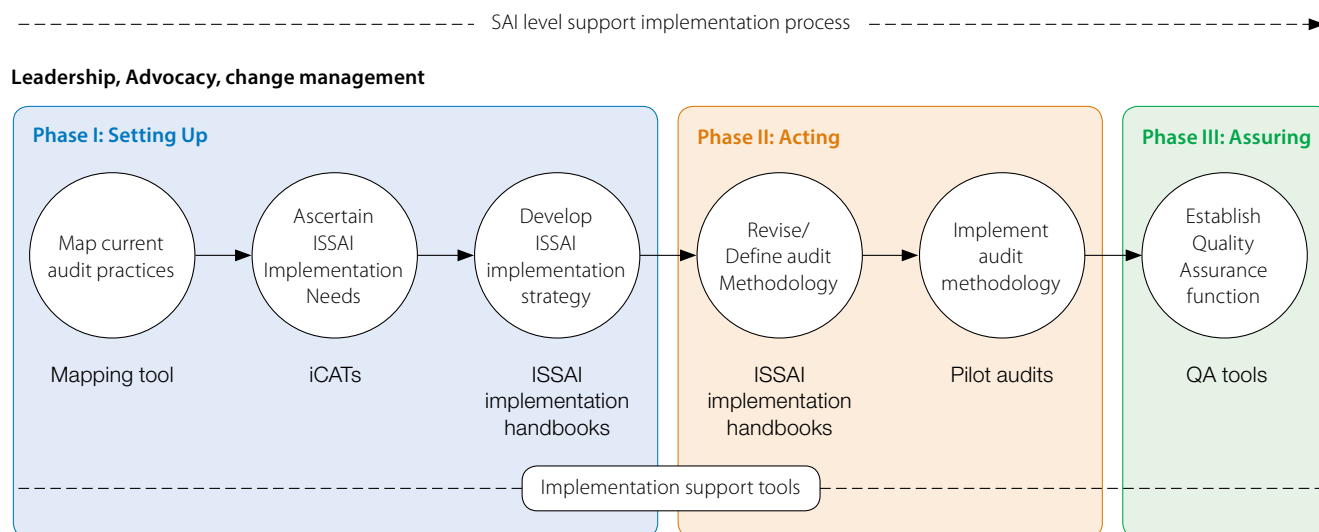 SAI level support implementation process
Leadership, Advocacy, change management
Phase I: Setting Up
Map current
audit practices
Ascertain
ISSAI
Implementation
Needs
Develop
ISSAI
implementation
strategy
Mapping tool
iCATs
ISSAI
implementation
handbooks
Phase II: Acting
Revise/
Define audit
Methodology
Implement
audit
methodology
ISSAI
implementation
handbooks
Pilot audits
Phase III: Assuring
Establish
Quality
Assurance
function
QA tools
Implementation support tools